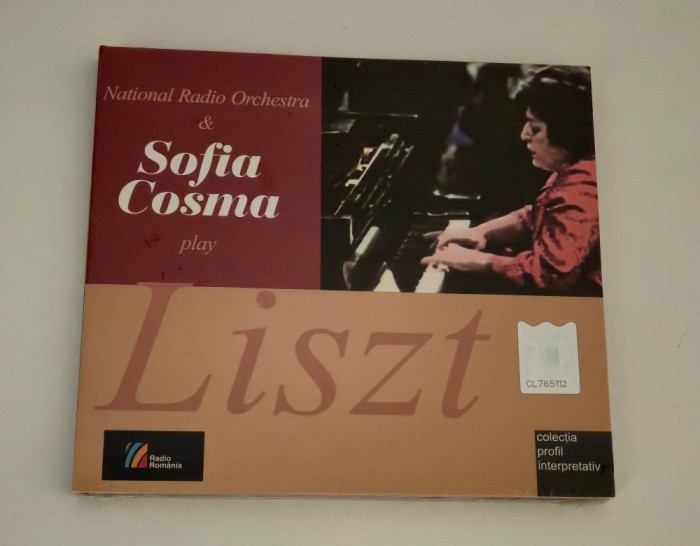 National Radio Orchestra
&
Sofia
Cosma
play
Liszt
CL765112
Radio
România
colecția
profil
interpretativ